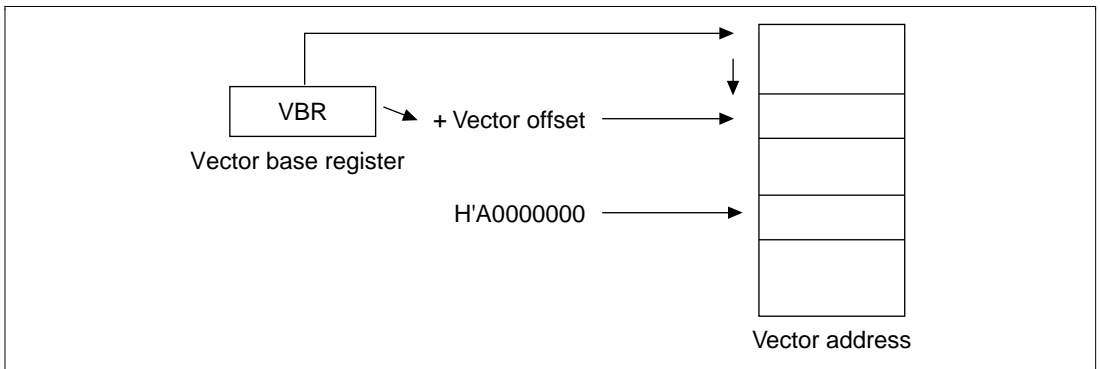 VBR
+ Vector offset
Vector base register
H'A0000000
Vector address